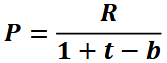 P = R / (1 + t − b)